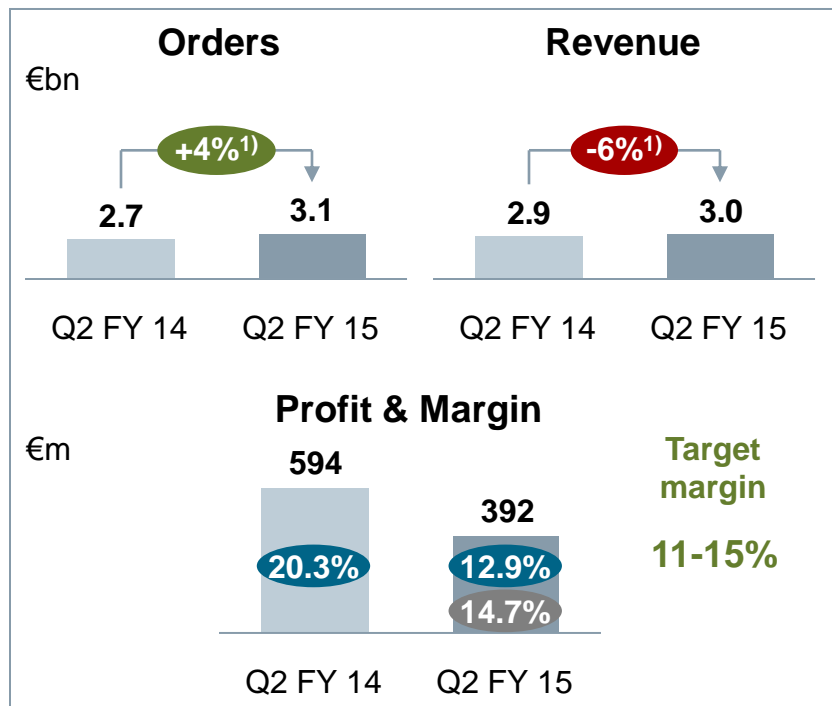 Orders
Revenue
€bn
+4%1)
-6%1)
2.7
3.1
2.9
3.0
Q2 FY 14
Q2 FY 15
Q2 FY 14
Q2 FY 15
Profit & Margin
€m
594
392
Target
margin
11-15%
20.3%
12.9%
14.7%
Q2 FY 14
Q2 FY 15